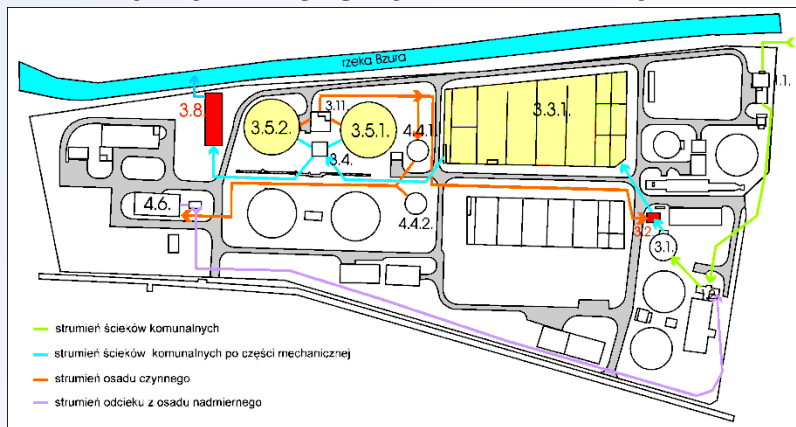 rzeka Bzura
1.1.
3.8.
3.5.2.
3.11.
3.5.1.
4.4.1.
3.4.
3.3.1.
4.6.
4.4.2.
3.2.
3.1.
strumień ścieków komunalnych
strumień ścieków komunalnych po części mechanicznej
strumień osadu czynnego
strumień odcieku z osadu nadmiernego